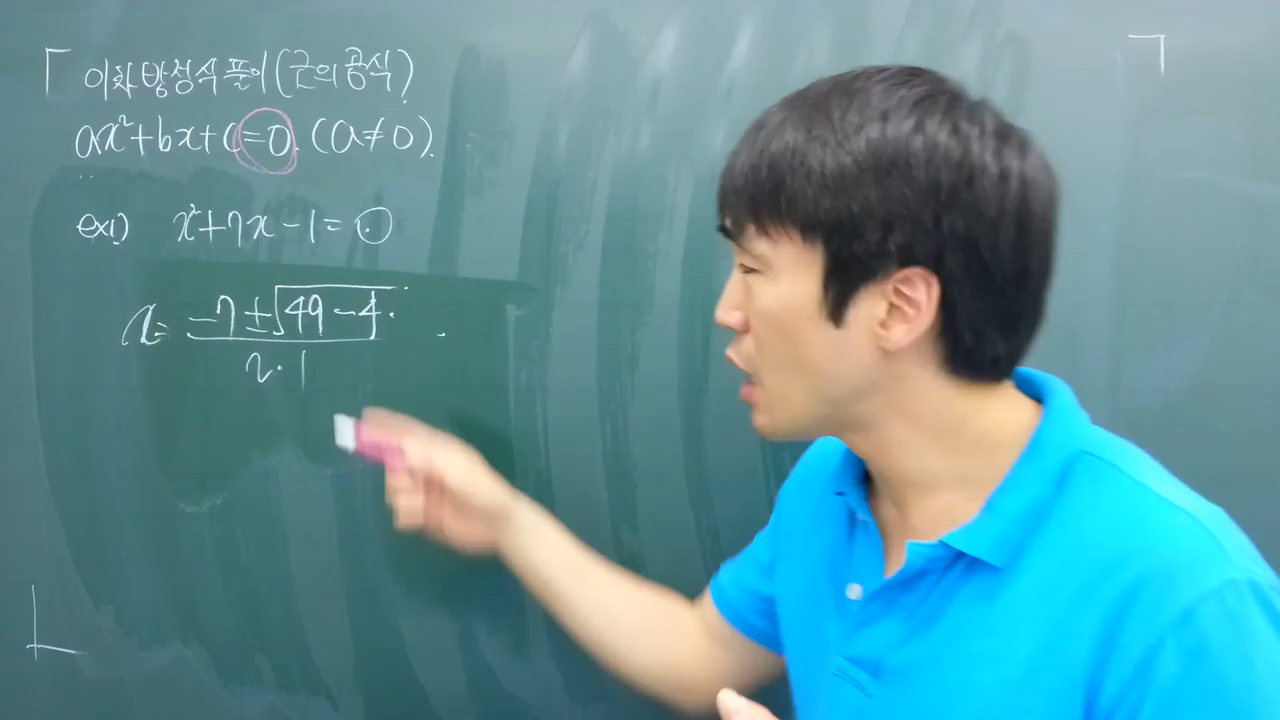 이차방정식 풀이 (근의 공식)
ax²+bx+c=0. (a≠0).
ex1) x²+7x-1=0
x= -7±√49-4.
2·1